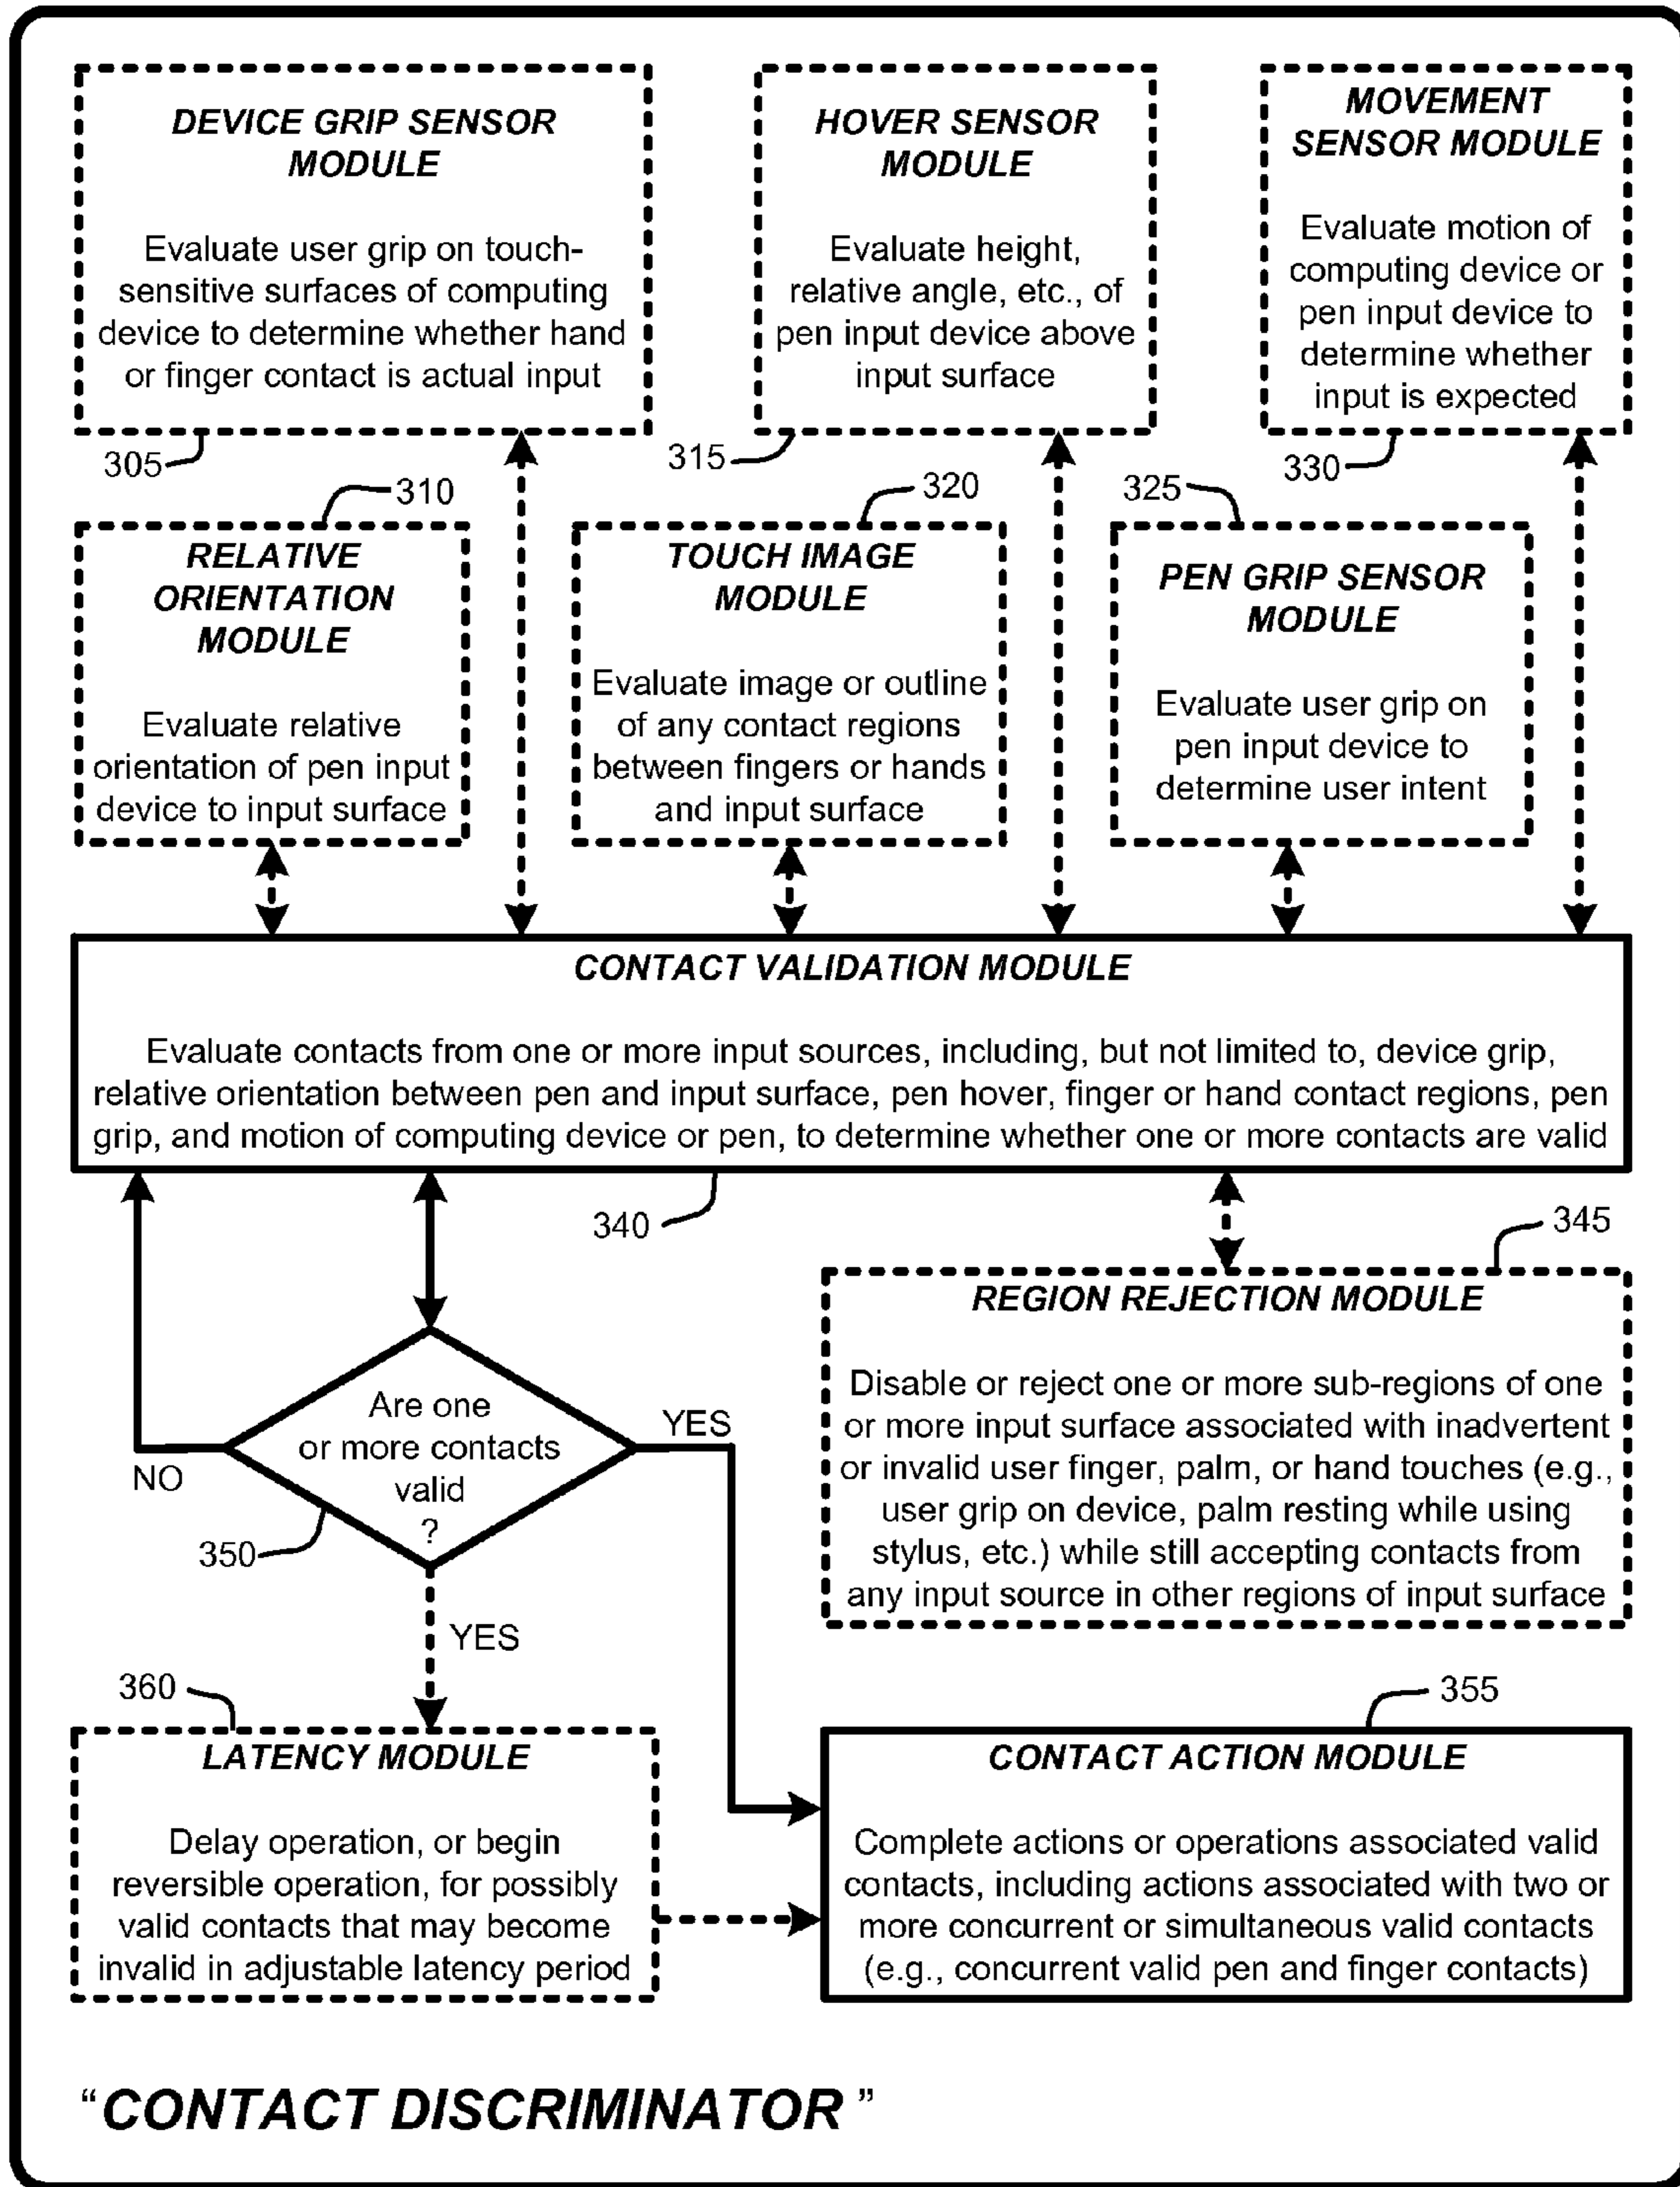 DEVICE GRIP SENSOR
MODULE
Evaluate user grip on touch-
sensitive surfaces of computing
device to determine whether hand
or finger contact is actual input
305
HOVER SENSOR
MODULE
Evaluate height,
relative angle, etc., of
pen input device above
input surface
315
MOVEMENT
SENSOR MODULE
Evaluate motion of
computing device or
pen input device to
determine whether
input is expected
330
310
RELATIVE
ORIENTATION
MODULE
Evaluate relative
orientation of pen input
device to input surface
320
TOUCH IMAGE
MODULE
Evaluate image or outline
of any contact regions
between fingers or hands
and input surface
325
PEN GRIP SENSOR
MODULE
Evaluate user grip on
pen input device to
determine user intent
CONTACT VALIDATION MODULE
Evaluate contacts from one or more input sources, including, but not limited to, device grip,
relative orientation between pen and input surface, pen hover, finger or hand contact regions, pen
grip, and motion of computing device or pen, to determine whether one or more contacts are valid
340
345
REGION REJECTION MODULE
Disable or reject one or more sub-regions of one
or more input surface associated with inadvertent
or invalid user finger, palm, or hand touches (e.g.,
user grip on device, palm resting while using
stylus, etc.) while still accepting contacts from
any input source in other regions of input surface
Are one
or more contacts
valid
?
NO
YES
350
YES
360
LATENCY MODULE
Delay operation, or begin
reversible operation, for possibly
valid contacts that may become
invalid in adjustable latency period
355
CONTACT ACTION MODULE
Complete actions or operations associated valid
contacts, including actions associated with two or
more concurrent or simultaneous valid contacts
(e.g., concurrent valid pen and finger contacts)
“CONTACT DISCRIMINATOR ”